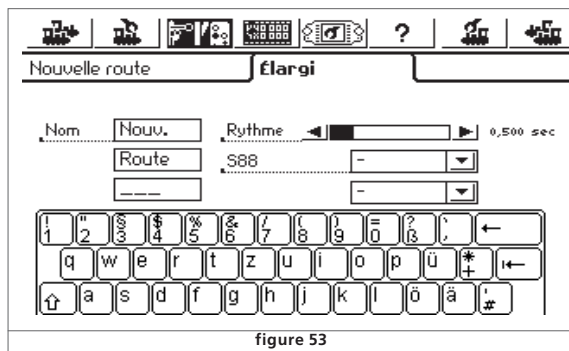 ?
Nouvelle route Élargi
Nom Nouv. Rythme 0,500 sec
Route S88 -
___ -
! " § $ % & / ( ) = ? `
1 2 3 4 5 6 7 8 9 0 ß ´ ←
q w e r t z u i o p ü * + ←
a s d f g h j k l ö ä ' #
figure 53